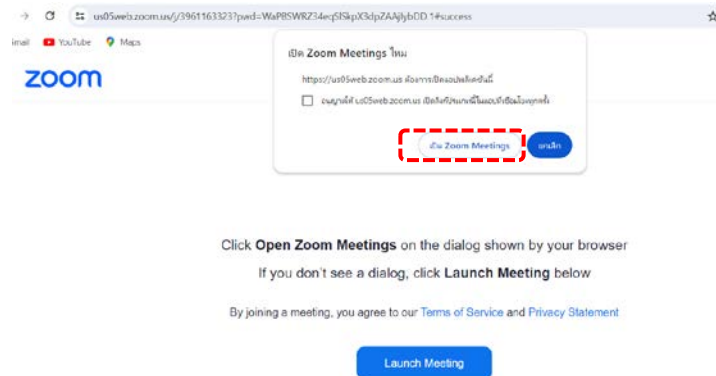 us05web.zoom.us/j/3961163323?pwd=
YouTube Maps
zoom
เปิด Zoom Meetings ไหม
https://us05web.zoom.us ต้องการเปิดแอปพลิเคชันนี้
อนุญาตให้ us05web.zoom.us เปิดลิงก์ประเภทนี้ในแอปที่เชื่อมโยงทุกครั้ง
เปิด Zoom Meetings ยกเลิก
Click Open Zoom Meetings on the dialog shown by your browser
If you don't see a dialog, click Launch Meeting below
By joining a meeting, you agree to our Terms of Service and Privacy Statement
Launch Meeting